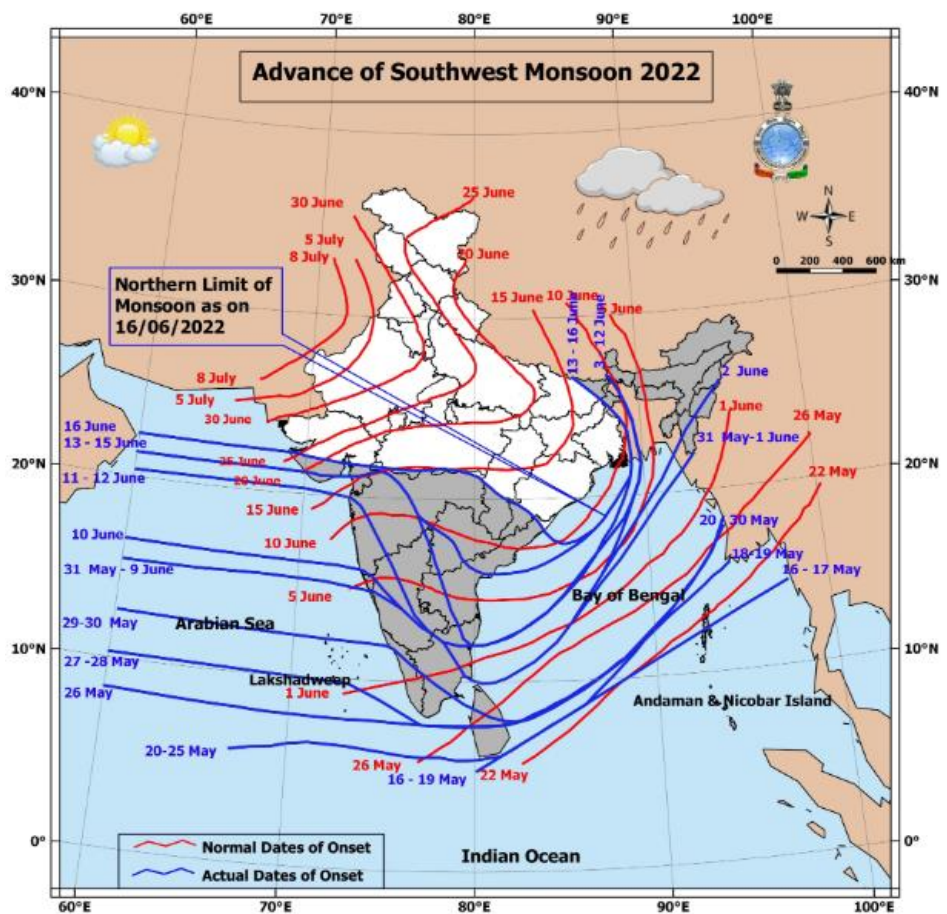 60°E
70°E
80°E
90°E
100°E
Advance of Southwest Monsoon 2022
40°N
40°N
N
W
E
S
0 200 400 600 km
30 June
25 June
5 July
8 July
20 June
30°N
30°N
Northern Limit of
Monsoon as on
16/06/2022
15 June
10 June
13 - 16 June
3 - 12 June
June
2 June
8 July
5 July
30 June
1 June
26 May
16 June
13 - 15 June
31 May-1 June
20°N
25 June
20 June
20°N
22 May
11 - 12 June
15 June
10 June
20 - 30 May
10 June
18-19 May
31 May - 9 June
16 - 17 May
5 June
Bay of Bengal
29-30 May
Arabian Sea
10°N
10°N
27 -28 May
Lakshadweep
1 June
26 May
Andaman & Nicobar Island
20-25 May
26 May
16 - 19 May
22 May
0°
0°
Normal Dates of Onset
Actual Dates of Onset
Indian Ocean
60°E
70°E
80°E
90°E
100°E